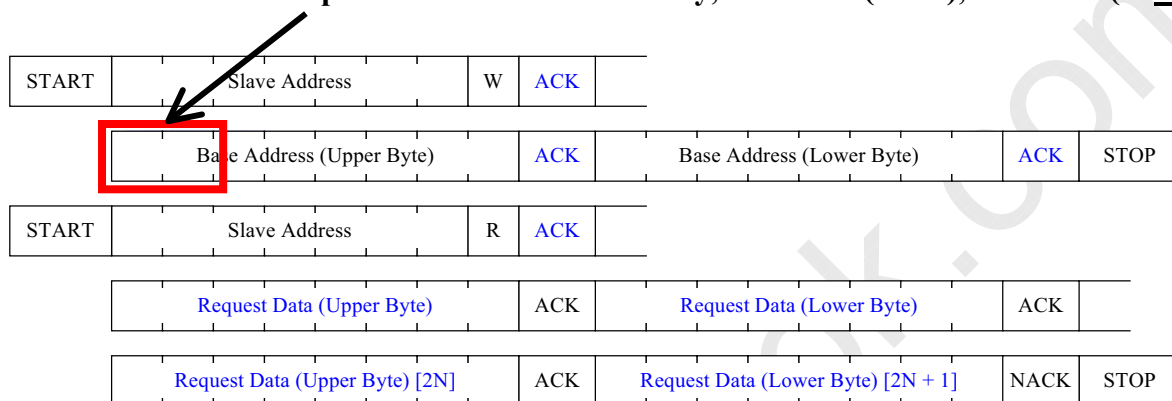 START Slave Address W ACK
Base Address (Upper Byte) ACK Base Address (Lower Byte) ACK STOP
START Slave Address R ACK
Request Data (Upper Byte) ACK Request Data (Lower Byte) ACK
Request Data (Upper Byte) [2N] ACK Request Data (Lower Byte) [2N + 1] NACK STOP